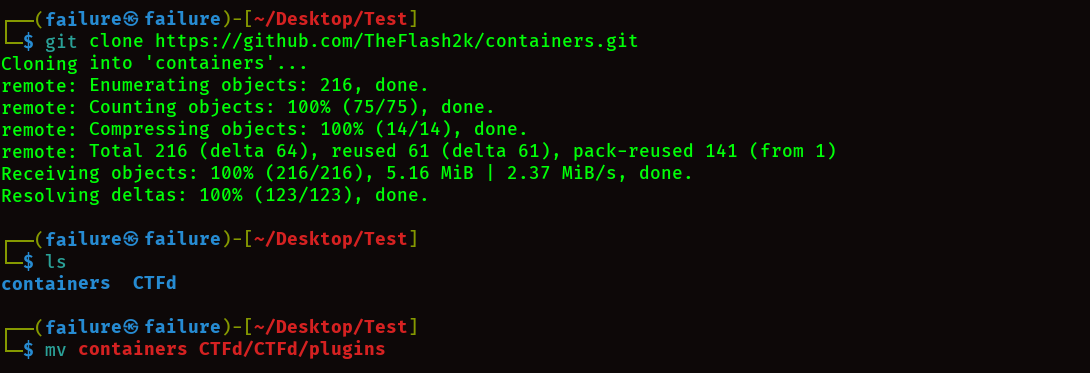 ┌──(failure㉿failure)-[~/Desktop/Test]
└─$ git clone https://github.com/TheFlash2k/containers.git
Cloning into 'containers'...
remote: Enumerating objects: 216, done.
remote: Counting objects: 100% (75/75), done.
remote: Compressing objects: 100% (14/14), done.
remote: Total 216 (delta 64), reused 61 (delta 61), pack-reused 141 (from 1)
Receiving objects: 100% (216/216), 5.16 MiB | 2.37 MiB/s, done.
Resolving deltas: 100% (123/123), done.
┌──(failure㉿failure)-[~/Desktop/Test]
└─$ ls
containers  CTFd
┌──(failure㉿failure)-[~/Desktop/Test]
└─$ mv containers CTFd/CTFd/plugins